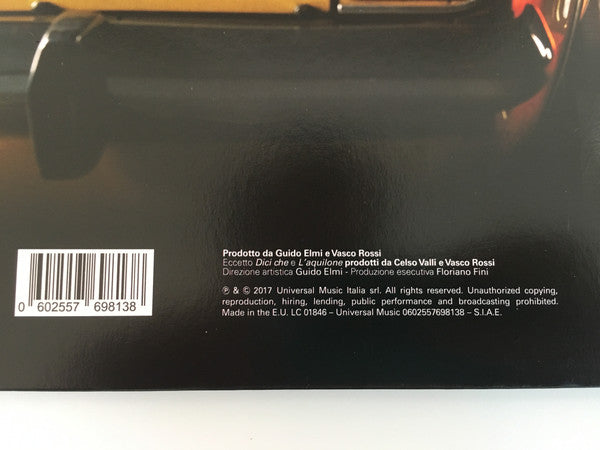 Prodotto da Guido Elmi e Vasco Rossi
Eccetto Dici che e L'aquilone prodotti da Celso Valli e Vasco Rossi
Direzione artistica Guido Elmi - Produzione esecutiva Floriano Fini
℗ & © 2017 Universal Music Italia srl. All rights reserved. Unauthorized copying,
reproduction, hiring, lending, public performance and broadcasting prohibited.
Made in the E.U. LC 01846 – Universal Music 0602557698138 – S.I.A.E.
0 602557 698138